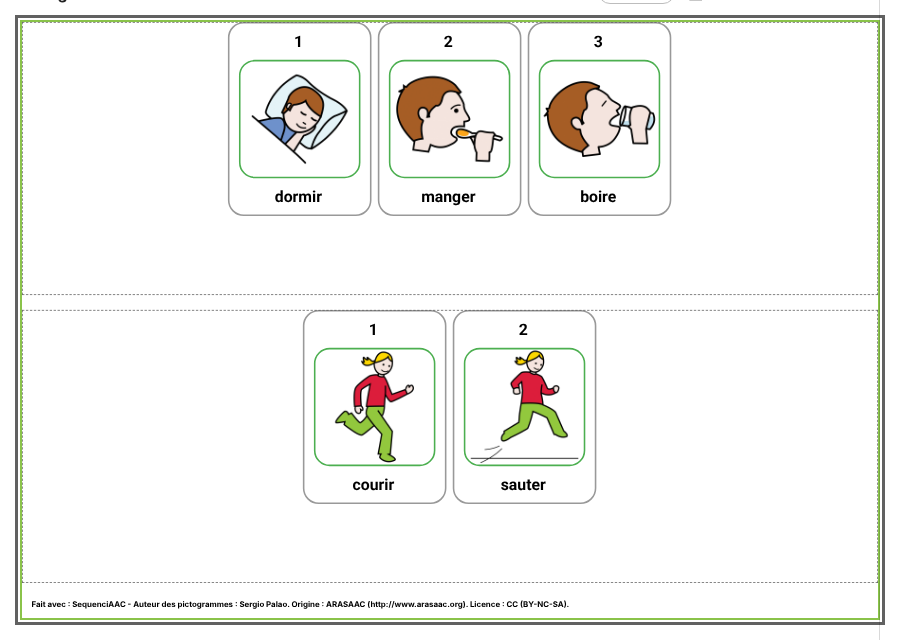 1
2
3
dormir
manger
boire
1
2
courir
sauter
Fait avec : SequenciAAC - Auteur des pictogrammes : Sergio Palao. Origine : ARASAAC (http://www.arasaac.org). Licence : CC (BY-NC-SA).